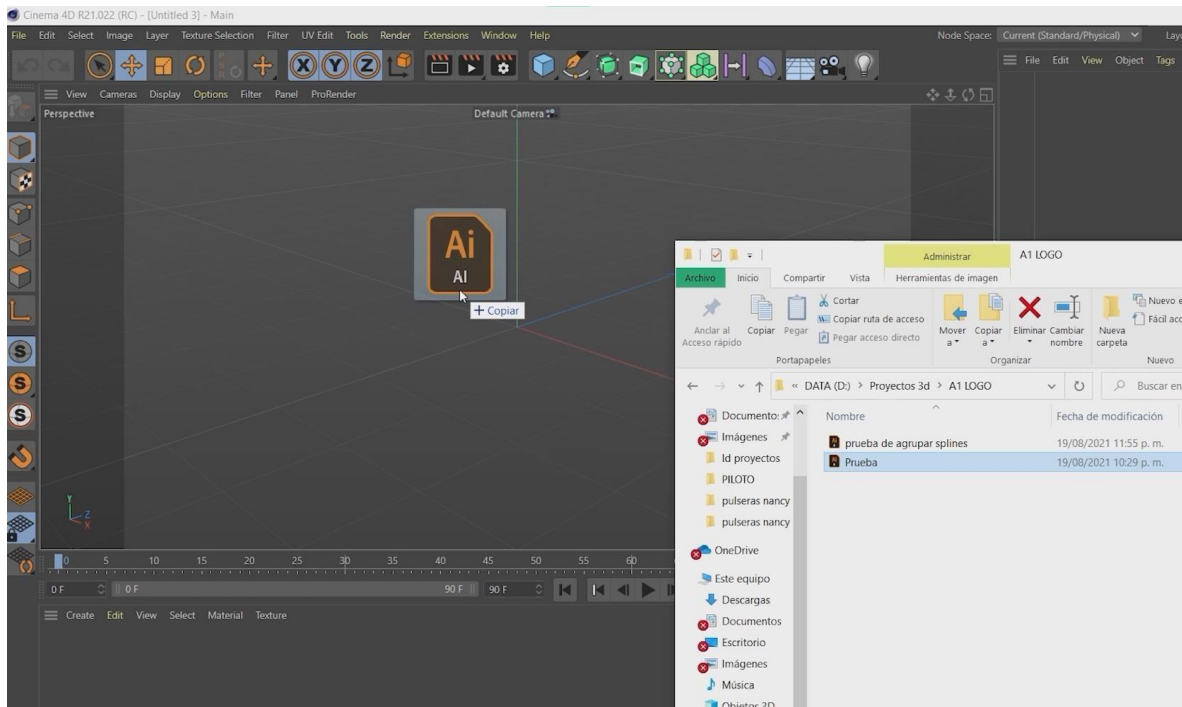 Cinema 4D R21.022 (RC) - [Untitled 3] - Main
File Edit Select Image Layer Texture Selection Filter UV Edit Tools Render Extensions Window Help
Node Space: Current (Standard/Physical)
File Edit View Object Tags
View Cameras Display Options Filter Panel ProRender
Perspective
Default Camera
Ai
AI
+ Copiar
Y
Z
X
0 5 10 15 20 25 30 35 40 45 50 55 60
0 F 0 F 90 F 90 F
Create Edit View Select Material Texture
Administrar A1 LOGO
Archivo Inicio Compartir Vista Herramientas de imagen
Anclar al
Acceso rápido
Copiar
Pegar
Cortar
Copiar ruta de acceso
Pegar acceso directo
Portapapeles
Mover
a
Copiar
a
Eliminar
Cambiar
nombre
Organizar
Nueva
carpeta
Nuevo e
Fácil acc
Nuevo
« DATA (D:) > Proyectos 3d > A1 LOGO
Buscar en
Nombre Fecha de modificación
prueba de agrupar splines 19/08/2021 11:55 p. m.
Prueba 19/08/2021 10:29 p. m.
Documento:
Imágenes
Id proyectos
PILOTO
pulseras nancy
pulseras nancy
OneDrive
Este equipo
Descargas
Documentos
Escritorio
Imágenes
Música
Objetos 3D